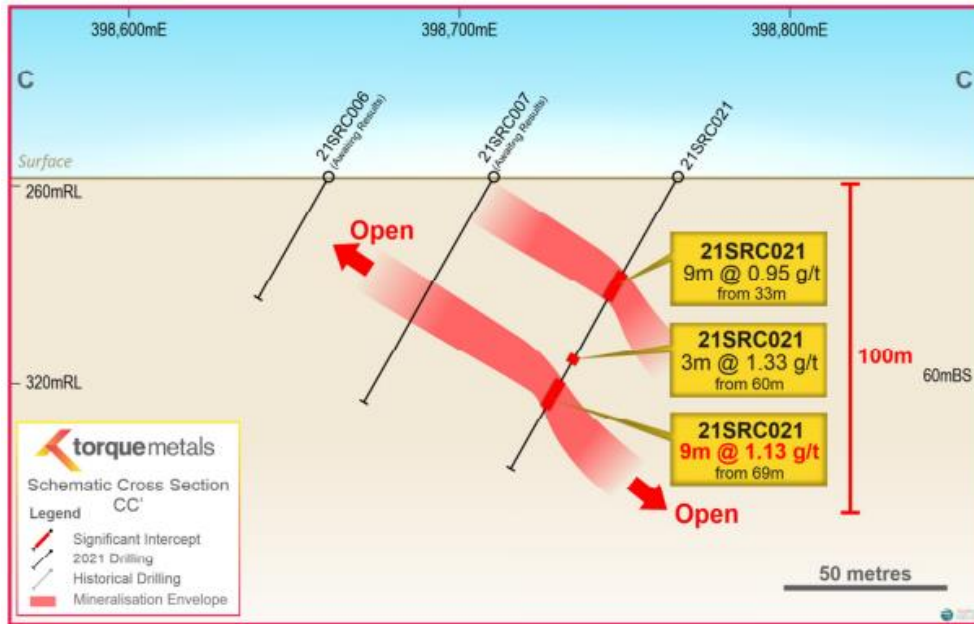 398,600mE
398,700mE
398,800mE
C
C
21SRC006
(Awaiting Results)
21SRC007
(Awaiting Results)
21SRC021
Surface
260mRL
Open
21SRC021
9m @ 0.95 g/t
from 33m
21SRC021
3m @ 1.33 g/t
from 60m
100m
320mRL
60mBS
21SRC021
9m @ 1.13 g/t
from 69m
Open
torquemetals
Schematic Cross Section
CC'
Legend
Significant Intercept
2021 Drilling
Historical Drilling
Mineralisation Envelope
50 metres